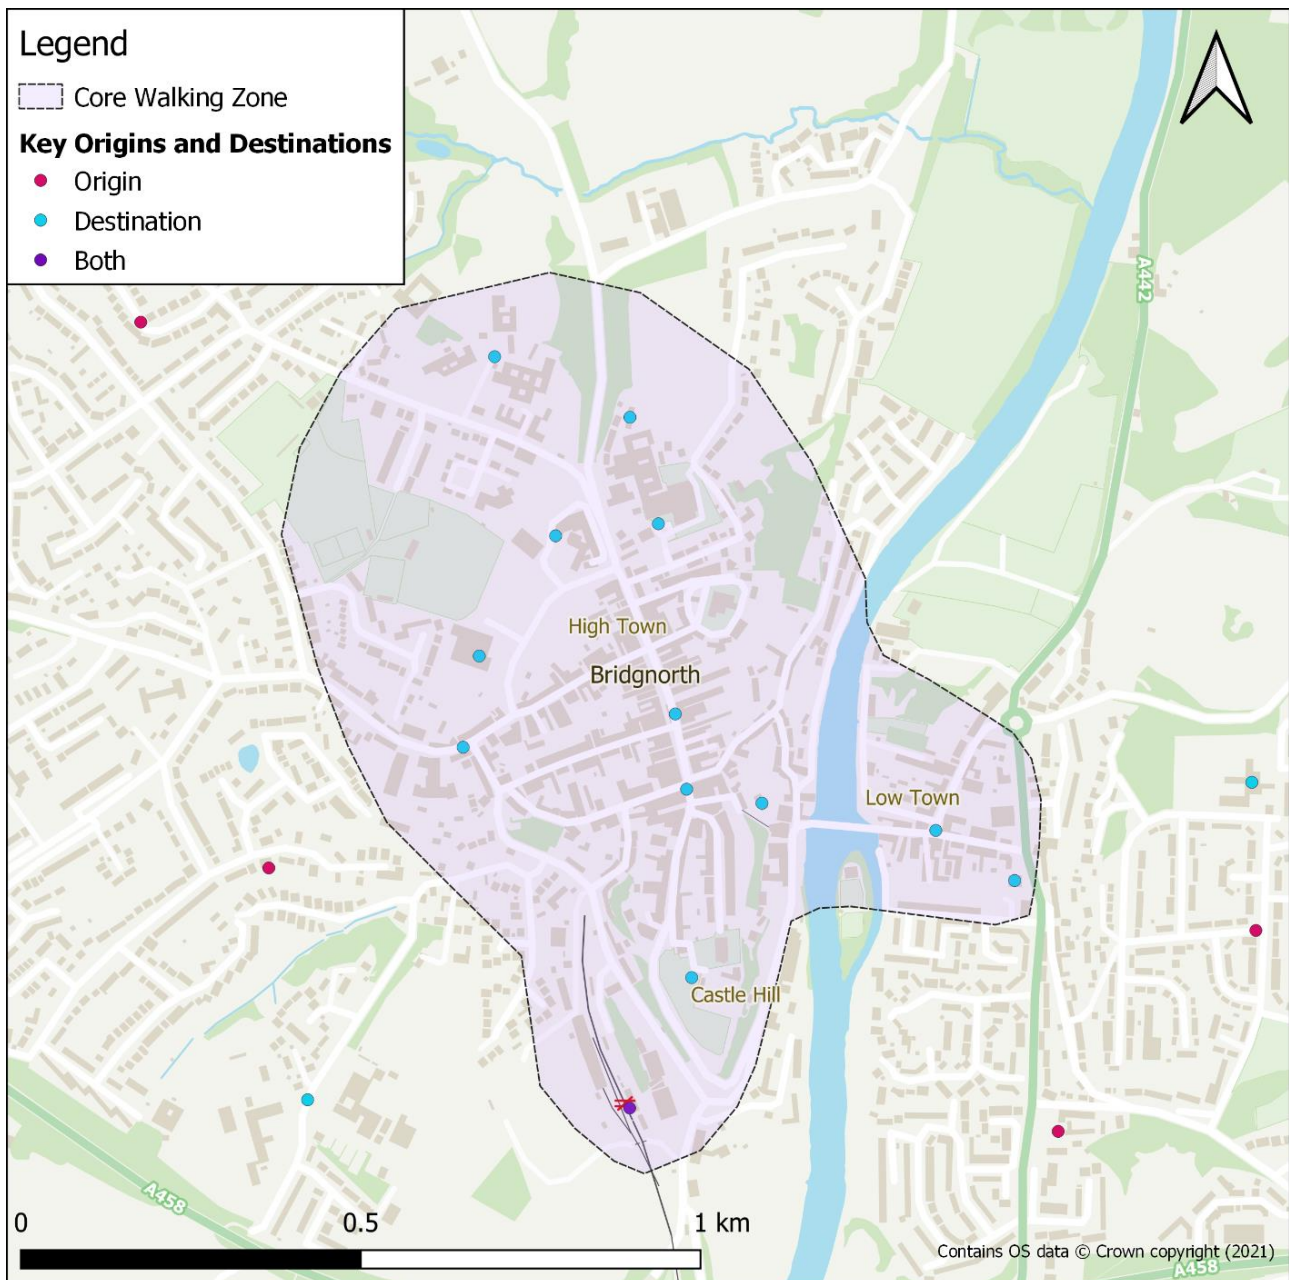 Legend
Core Walking Zone
Key Origins and Destinations
Origin
Destination
Both
A442
High Town
Bridgnorth
Low Town
Castle Hill
A458
0 0.5 1 km
Contains OS data © Crown copyright (2021)
A458